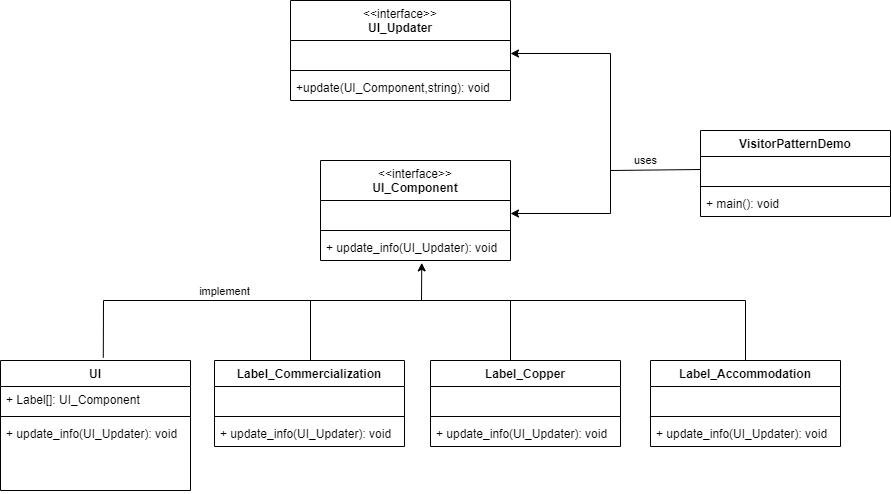 <<interface>>
UI_Updater
+update(UI_Component,string): void
VisitorPatternDemo
+ main(): void
uses
<<interface>>
UI_Component
+ update_info(UI_Updater): void
implement
UI
+ Label[]: UI_Component
+ update_info(UI_Updater): void
Label_Commercialization
+ update_info(UI_Updater): void
Label_Copper
+ update_info(UI_Updater): void
Label_Accommodation
+ update_info(UI_Updater): void